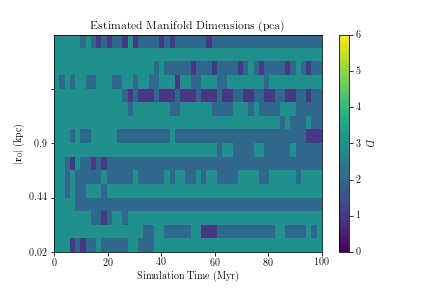 Estimated Manifold Dimensions (pca)
|r₀| (kpc)
0.9
0.44
0.02
0 20 40 60 80 100
Simulation Time (Myr)
6
5
4
3
2
1
0
D